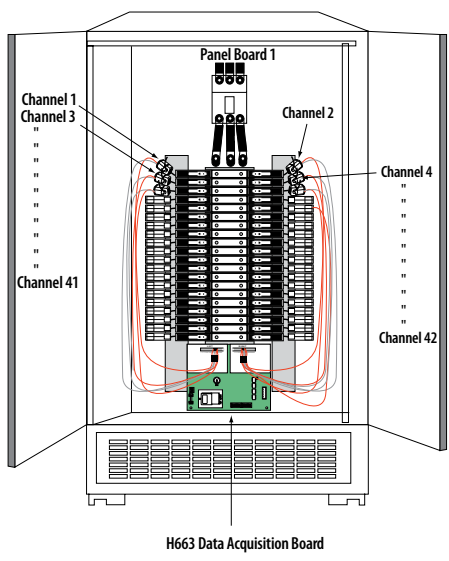 Panel Board 1
Channel 1
Channel 3
"
"
"
"
"
"
"
"
Channel 41
Channel 2
Channel 4
"
"
"
"
"
"
"
"
Channel 42
H663 Data Acquisition Board